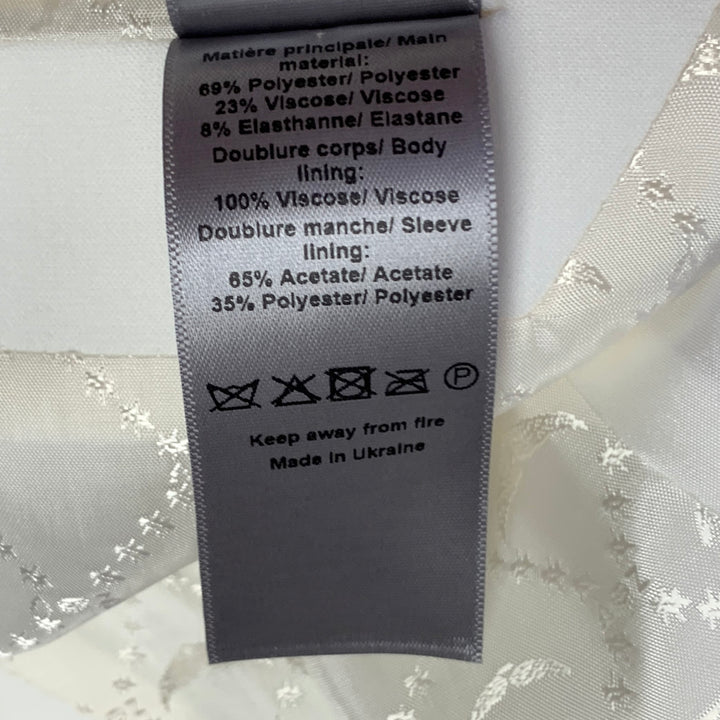 Matière principale/ Main
material:
69% Polyester/ Polyester
23% Viscose/ Viscose
8% Elasthanne/ Elastane
Doublure corps/ Body
lining:
100% Viscose/ Viscose
Doublure manche/ Sleeve
lining:
65% Acetate/ Acetate
35% Polyester/ Polyester
P
Keep away from fire
Made in Ukraine